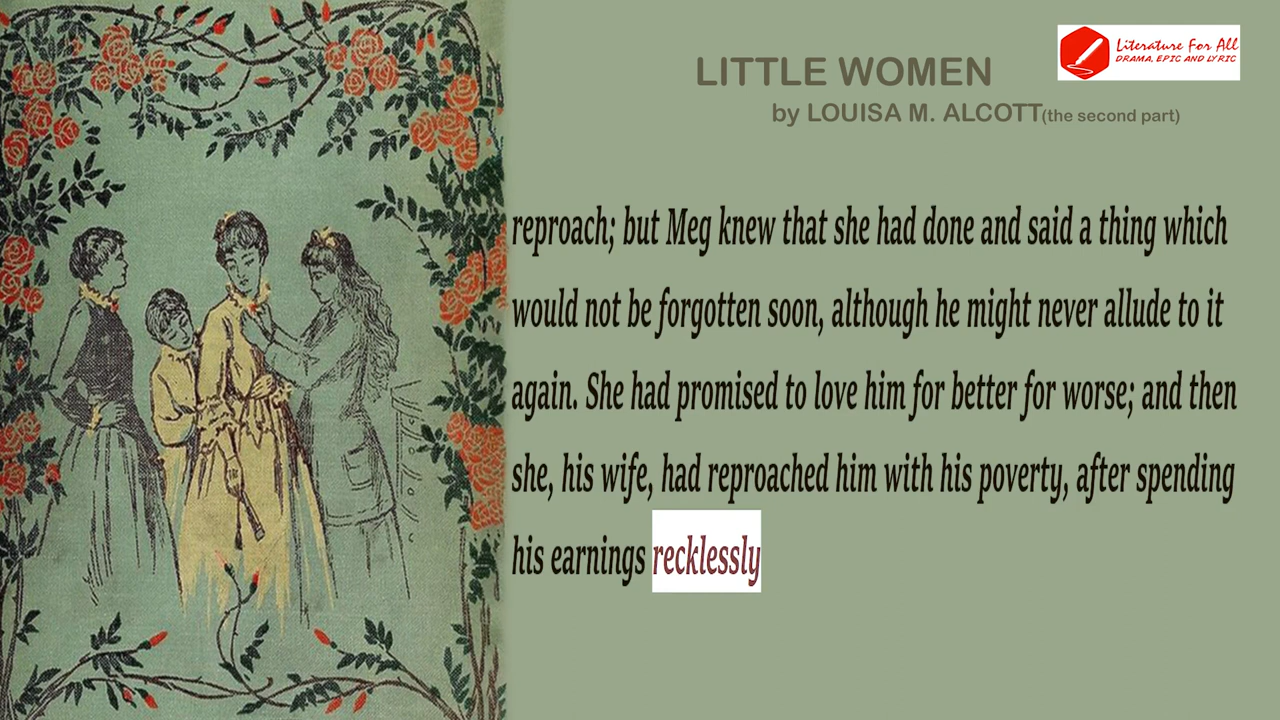 LITTLE WOMEN
by LOUISA M. ALCOTT(the second part)
Literature For All
DRAMA, EPIC AND LYRIC
reproach; but Meg knew that she had done and said a thing which
would not be forgotten soon, although he might never allude to it
again. She had promised to love him for better for worse; and then
she, his wife, had reproached him with his poverty, after spending
his earnings recklessly